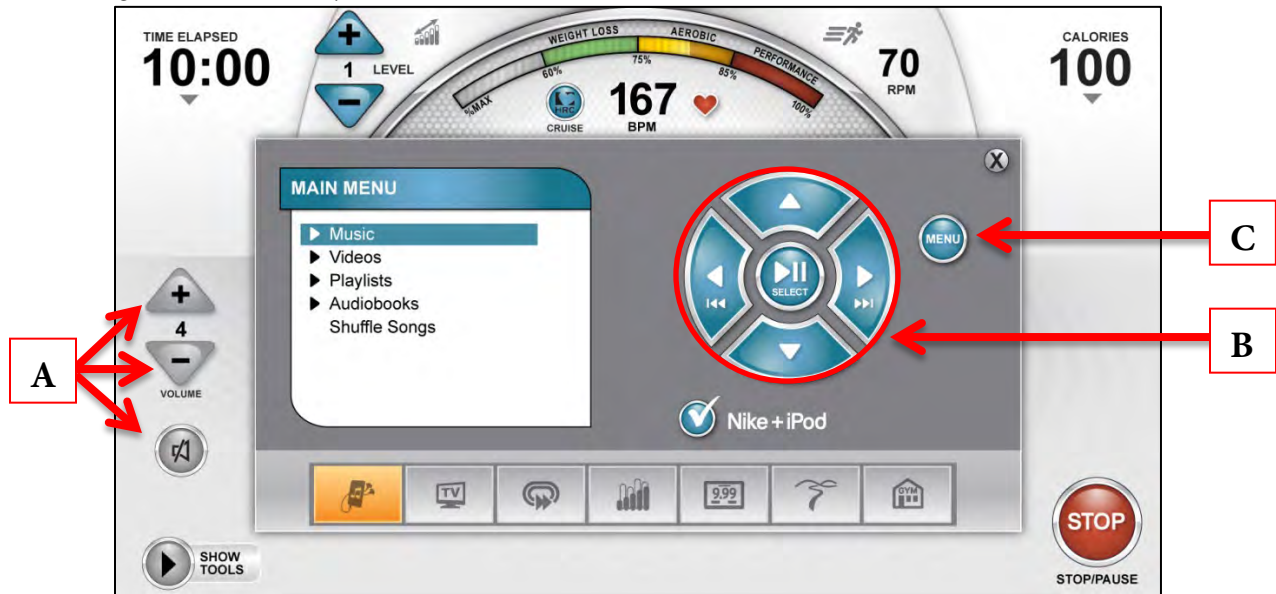 TIME ELAPSED
10:00
1 LEVEL
WEIGHT LOSS
AEROBIC
PERFORMANCE
%MAX
60%
75%
85%
100%
HRC
CRUISE
167
BPM
70
RPM
CALORIES
100
X
MAIN MENU
Music
Videos
Playlists
Audiobooks
Shuffle Songs
SELECT
MENU
C
B
A
4
VOLUME
Nike + iPod
TV
9.99
GYM
SHOW
TOOLS
STOP
STOP/PAUSE